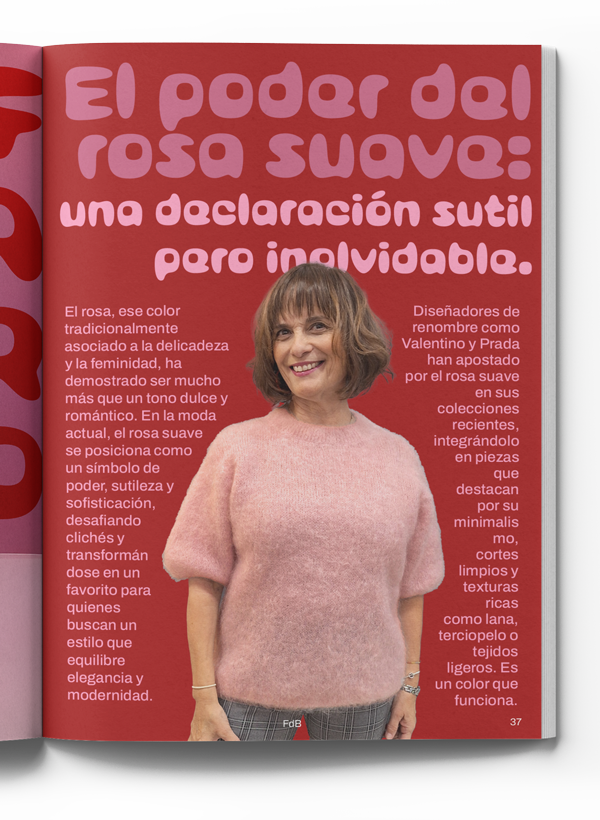 El poder del
rosa suave:
una declaración sutil
pero inolvidable.
El rosa, ese color
tradicionalmente
asociado a la delicadeza
y la feminidad, ha
demostrado ser mucho
más que un tono dulce y
romántico. En la moda
actual, el rosa suave
se posiciona como
un símbolo de
poder, sutileza y
sofisticación,
desafiando
clichés y
transformán
dose en un
favorito para
quienes
buscan un
estilo que
equilibre
elegancia y
modernidad.
Diseñadores de
renombre como
Valentino y Prada
han apostado
por el rosa suave
en sus
colecciones
recientes,
integrándolo
en piezas
que
destacan
por su
minimalis
mo,
cortes
limpios y
texturas
ricas
como lana,
terciopelo o
tejidos
ligeros. Es
un color que
funciona.
FdB
37